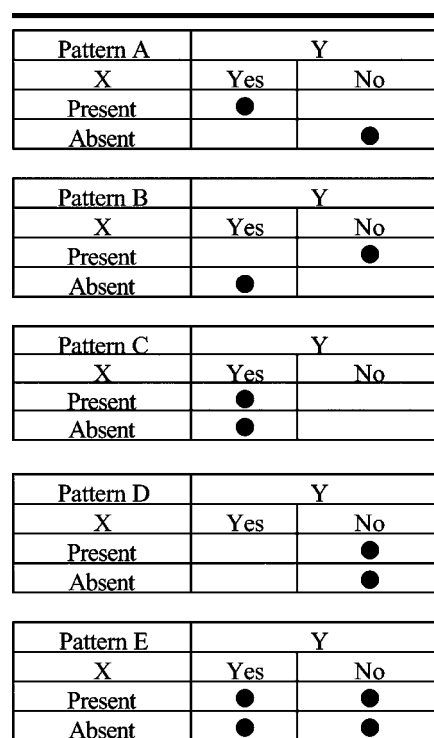 Pattern A Y
X Yes No
Present ●
Absent ●
Pattern B Y
X Yes No
Present ●
Absent ●
Pattern C Y
X Yes No
Present ●
Absent ●
Pattern D Y
X Yes No
Present ●
Absent ●
Pattern E Y
X Yes No
Present ● ●
Absent ● ●